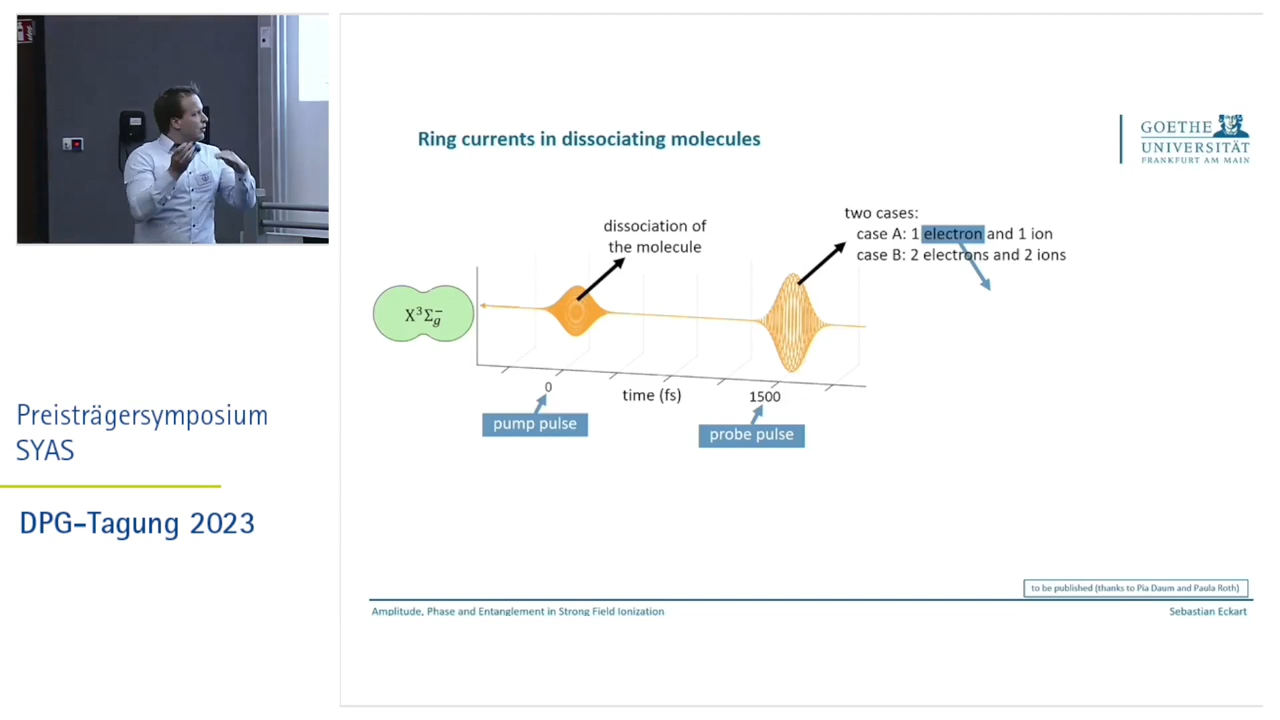 Ring currents in dissociating molecules
GOETHE
UNIVERSITÄT
FRANKFURT AM MAIN
dissociation of
the molecule
two cases:
case A: 1 electron and 1 ion
case B: 2 electrons and 2 ions
X³Σg⁻
0
time (fs)
1500
pump pulse
probe pulse
Preisträgersymposium
SYAS
DPG-Tagung 2023
to be published (thanks to Pia Daum and Paula Roth)
Amplitude, Phase and Entanglement in Strong Field Ionization
Sebastian Eckart